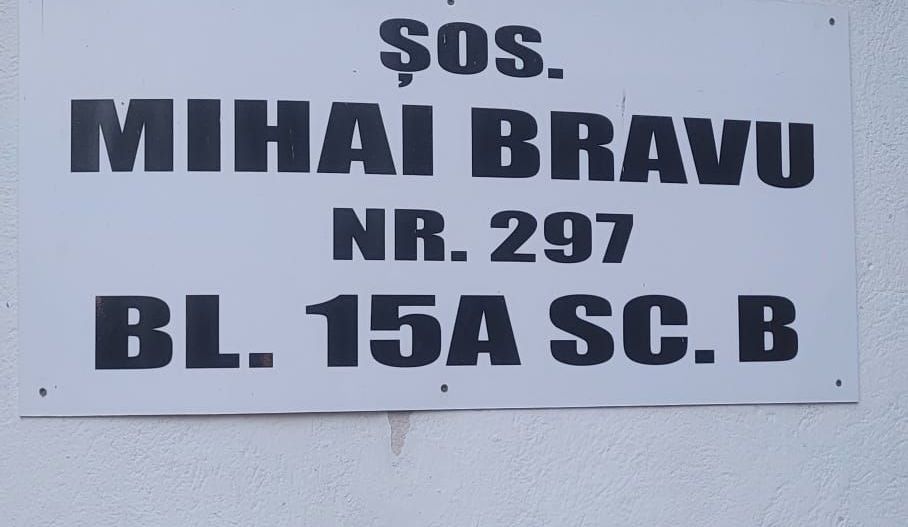 ȘOS.
MIHAI BRAVU
NR. 297
BL. 15A SC. B